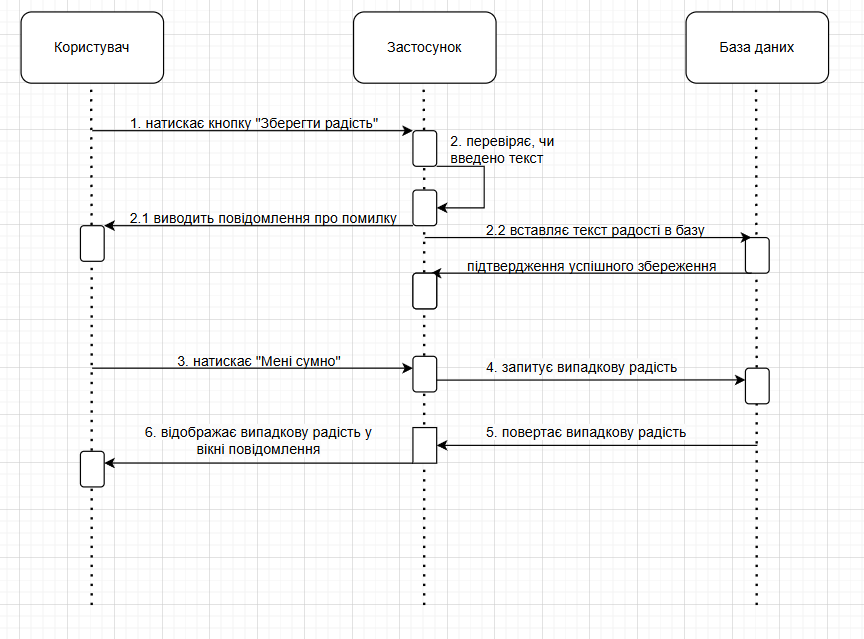 Користувач
Застосунок
База даних
1. натискає кнопку "Зберегти радість"
2. перевіряє, чи
введено текст
2.1 виводить повідомлення про помилку
2.2 вставляє текст радості в базу
підтвердження успішного збереження
3. натискає "Мені сумно"
4. запитує випадкову радість
6. відображає випадкову радість у
вікні повідомлення
5. повертає випадкову радість